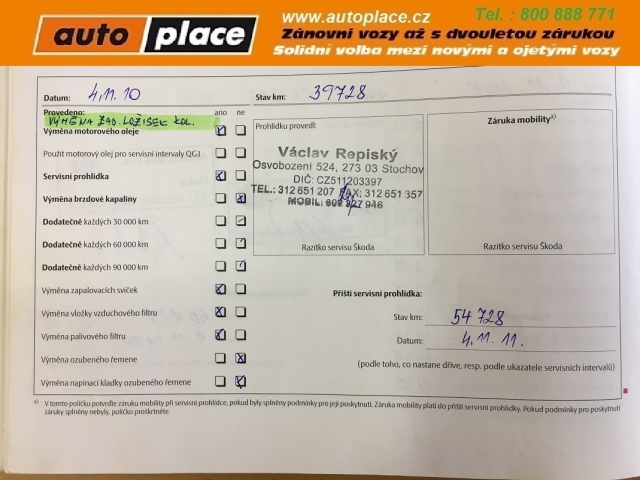 auto place
www.autoplace.cz
Tel. : 800 888 771
Zánovní vozy až s dvouletou zárukou
Solidní volba mezi novými a ojetými vozy
Datum: 4.11.10
Stav km: 39728
Provedeno: ano ne
VÝMĚNA ZAD. LOŽISEK KOL.
Výměna motorového oleje
Použit motorový olej pro servisní intervaly QG1
Servisní prohlídka
Výměna brzdové kapaliny
Dodatečně každých 30 000 km
Dodatečně každých 60 000 km
Dodatečně každých 90 000 km
Výměna zapalovacích svíček
Výměna vložky vzduchového filtru
Výměna palivového filtru
Výměna ozubeného řemene
Výměna napínací kladky ozubeného řemene
Prohlídku provedl:
Václav Repiský
Osvobození 524, 273 03 Stochov
DIČ: CZ511203397
TEL.: 312 651 207 FAX: 312 651 357
MOBIL: 602 827 946
Razítko servisu Škoda
Záruka mobility a)
Razítko servisu Škoda
Příští servisní prohlídka:
Stav km: 54 728
Datum: 4.11.11.
(podle toho, co nastane dříve, resp. podle ukazatele servisních intervalů)
a) V tomto políčku potvrďte záruku mobility při servisní prohlídce, pokud byly splněny podmínky pro její poskytnutí. Záruka mobility platí do příští servisní prohlídky. Pokud podmínky pro poskytnutí
záruky splněny nebyly, políčko proškrtněte.